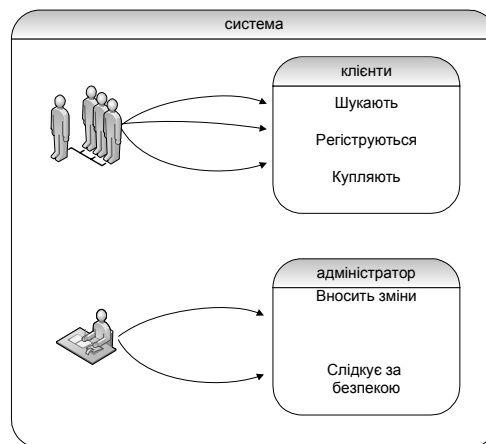 система
клієнти
Шукають
Регіструються
Купляють
адміністратор
Вносить зміни
Слідкує за
безпекою